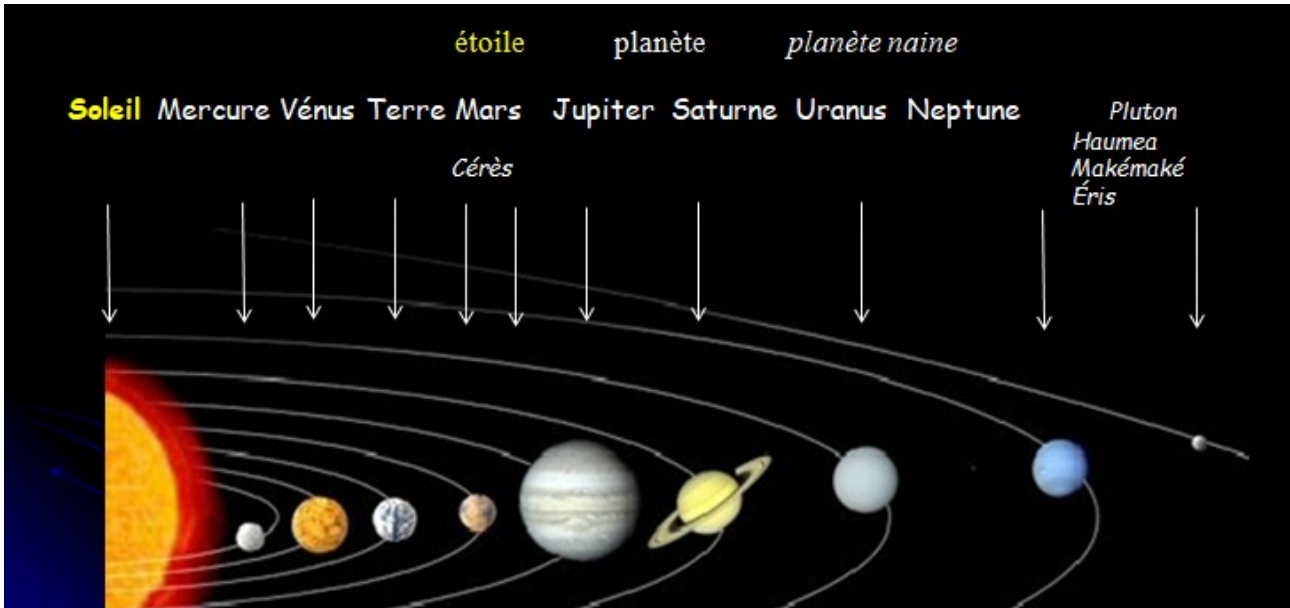 étoile planète planète naine
Soleil Mercure Vénus Terre Mars Jupiter Saturne Uranus Neptune Pluton
Haumea
Cérès Makémaké
Éris